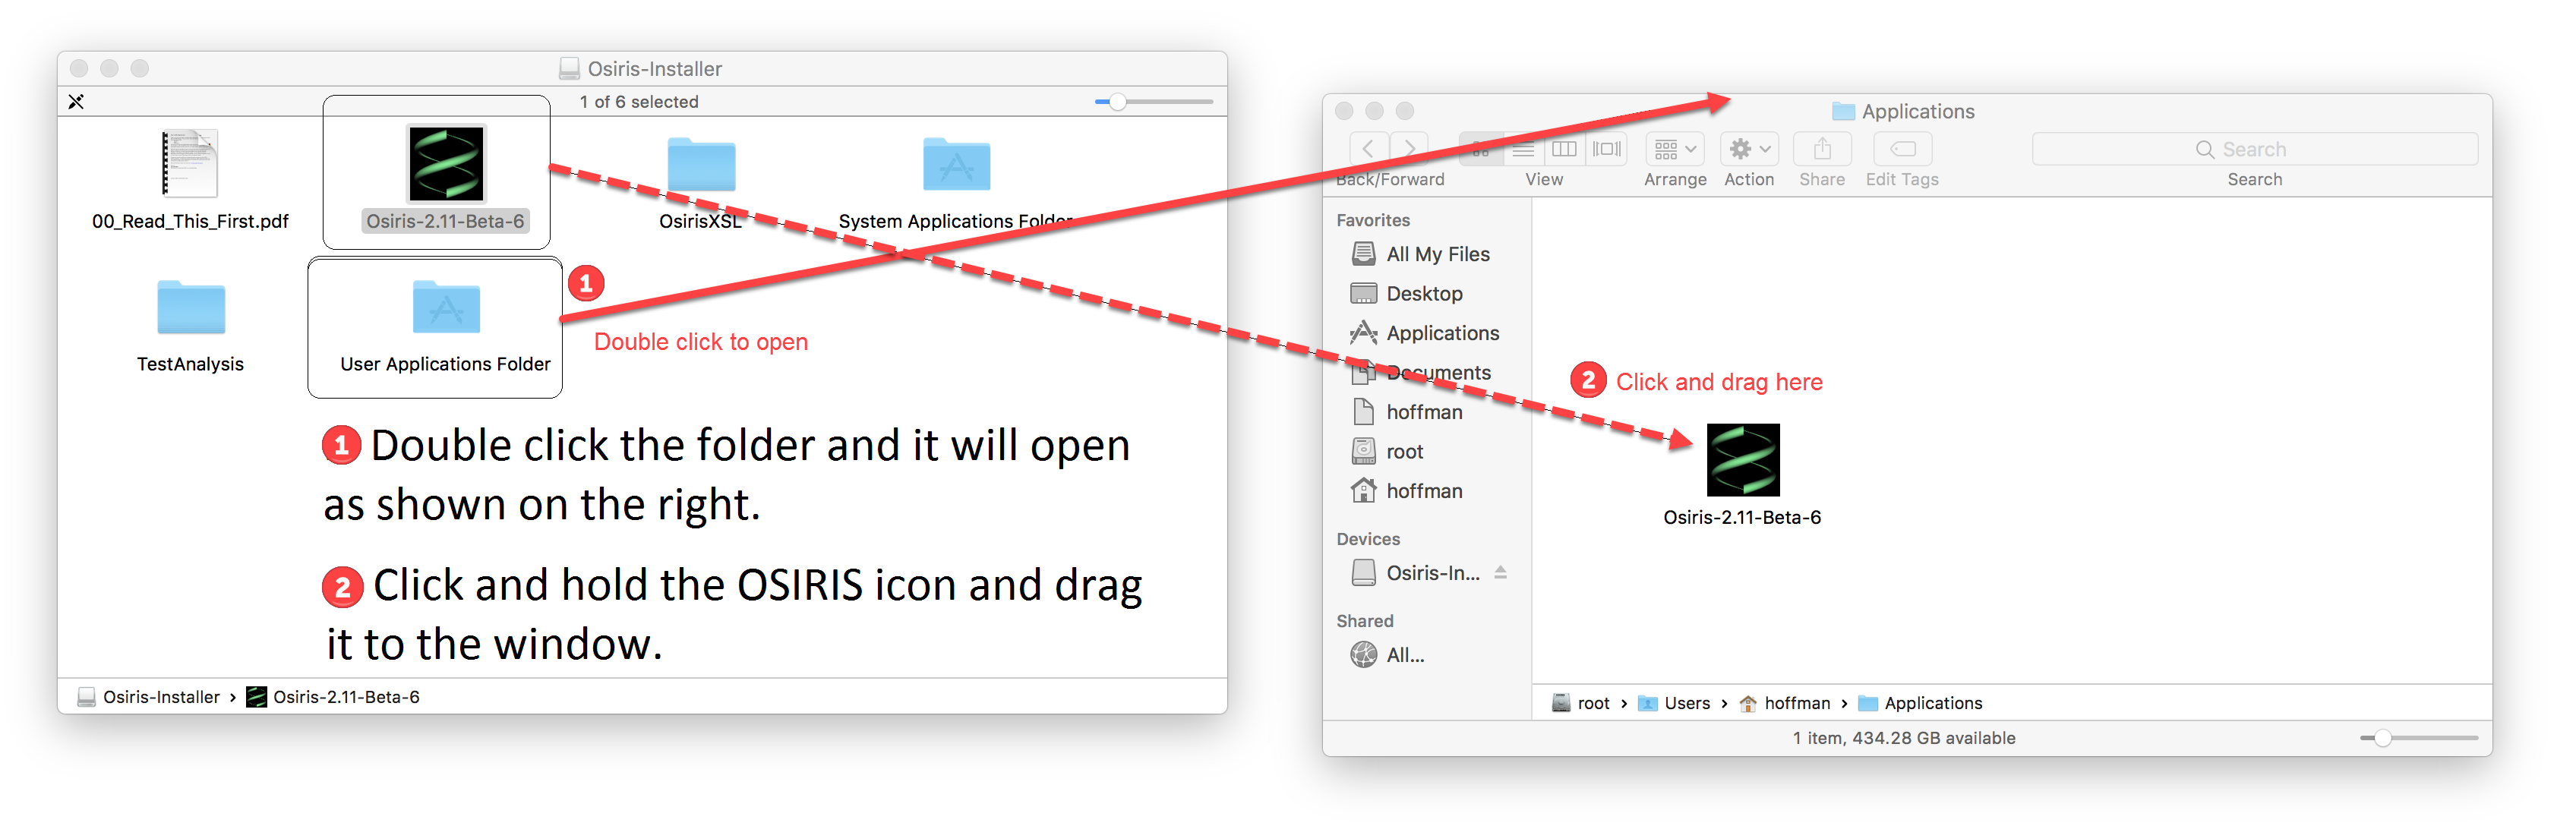 Osiris-Installer
1 of 6 selected
00_Read_This_First.pdf
Osiris-2.11-Beta-6
OsirisXSL
System Applications Folder
TestAnalysis
User Applications Folder
1
Double click to open
1 Double click the folder and it will open
as shown on the right.
2 Click and hold the OSIRIS icon and drag
it to the window.
Osiris-Installer › Osiris-2.11-Beta-6
Applications
Search
Back/Forward
View
Arrange
Action
Share
Edit Tags
Search
Favorites
All My Files
Desktop
Applications
Documents
hoffman
root
hoffman
Devices
Osiris-In...
Shared
All...
2 Click and drag here
Osiris-2.11-Beta-6
root › Users › hoffman › Applications
1 item, 434.28 GB available